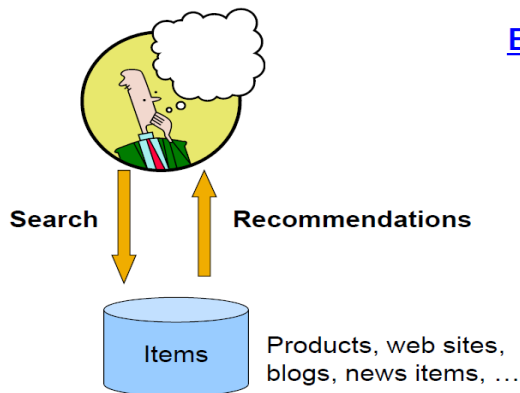 E
Search
Recommendations
Items
Products, web sites,
blogs, news items, …